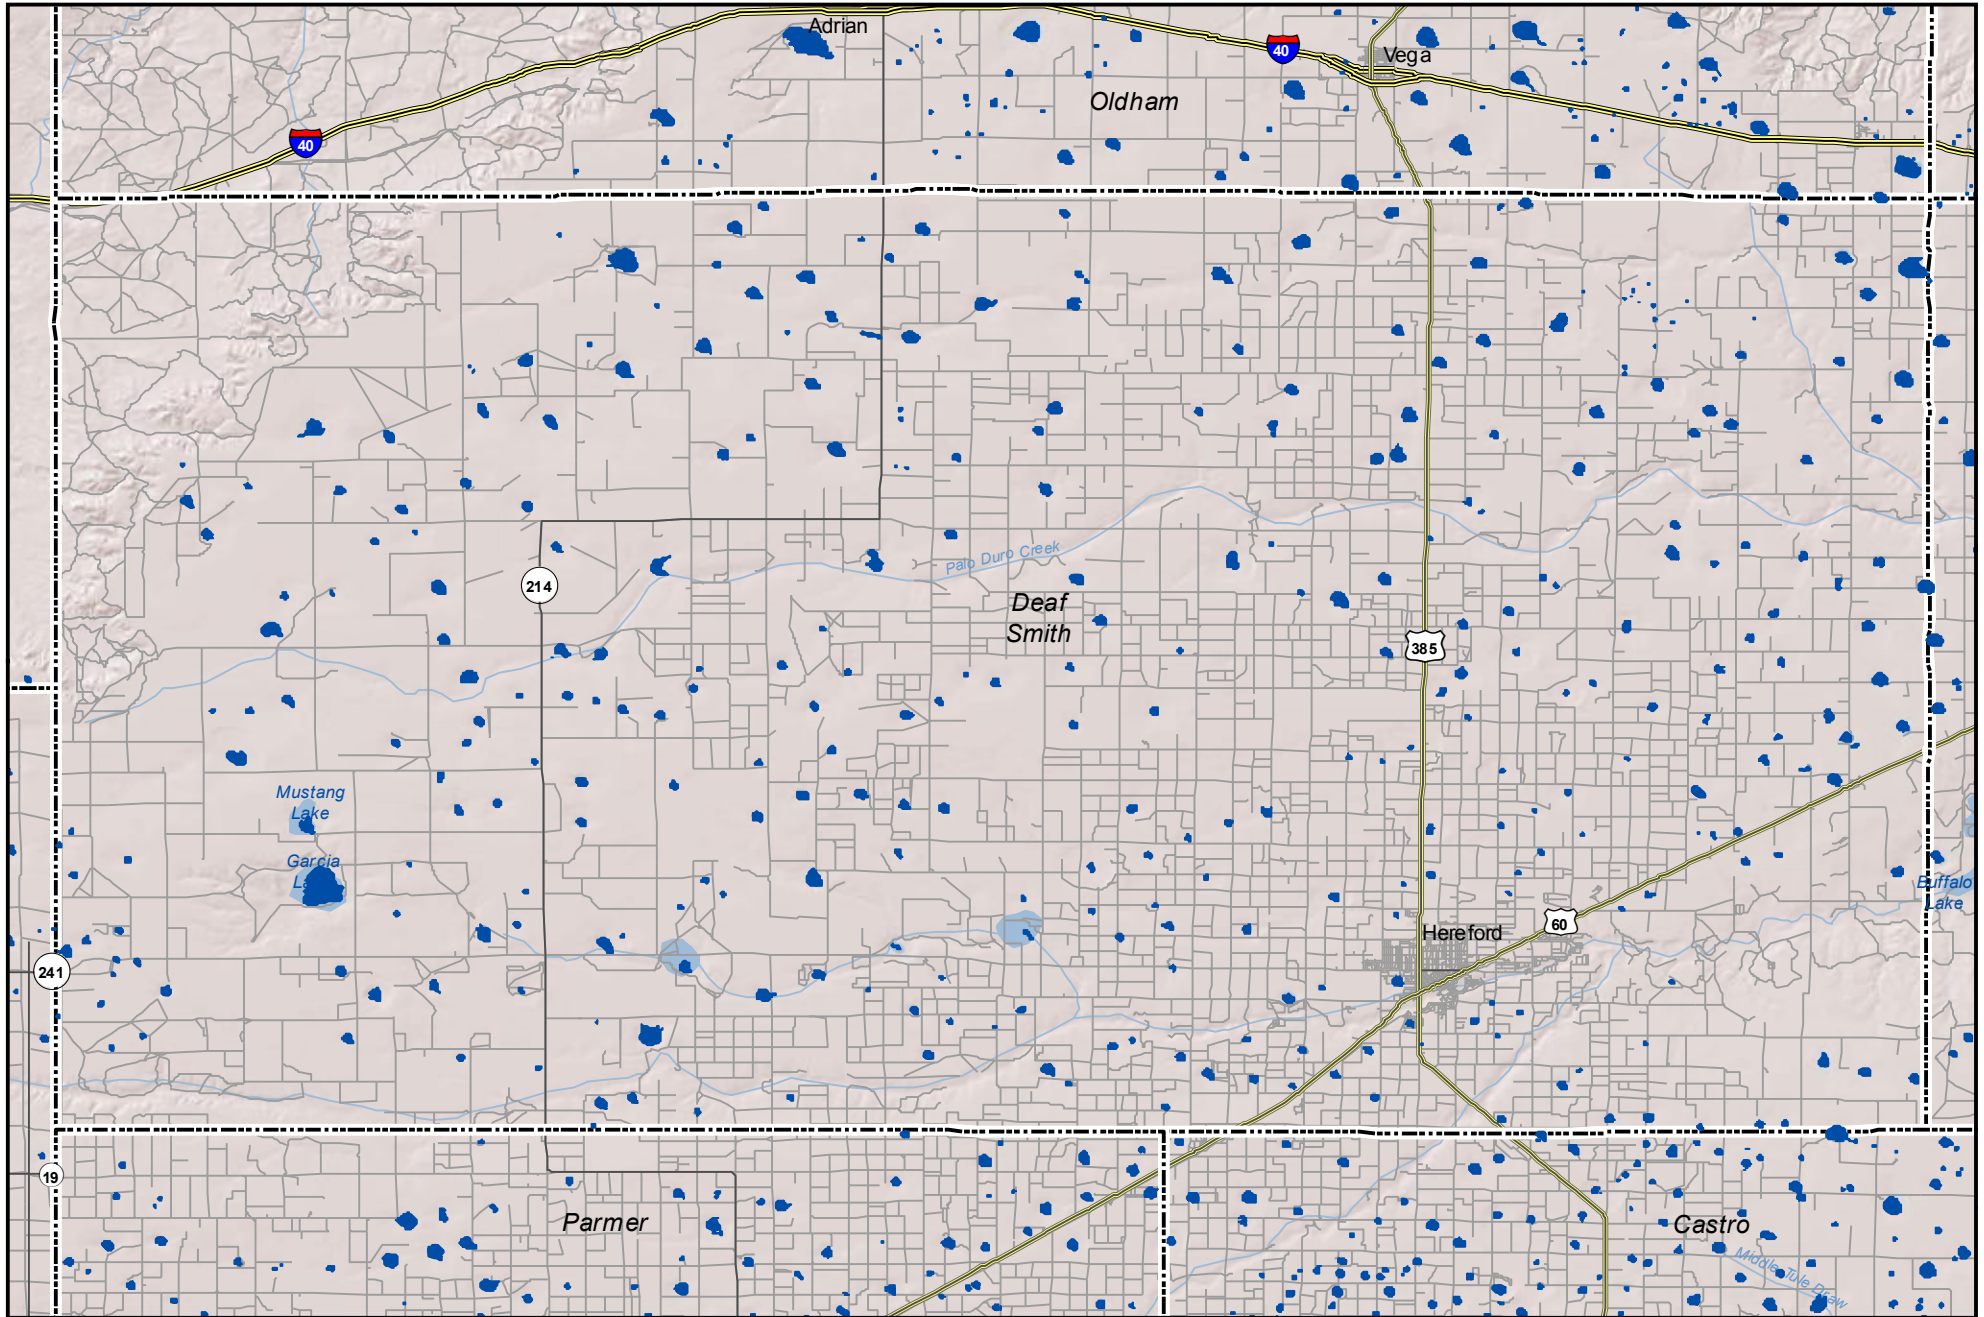 Adrian
40
Vega
Oldham
40
Palo Duro Creek
214
Deaf
Smith
385
Mustang
Lake
Garcia
La
Buffalo
Lake
60
Hereford
241
19
Parmer
Castro
Middle Tule Draw